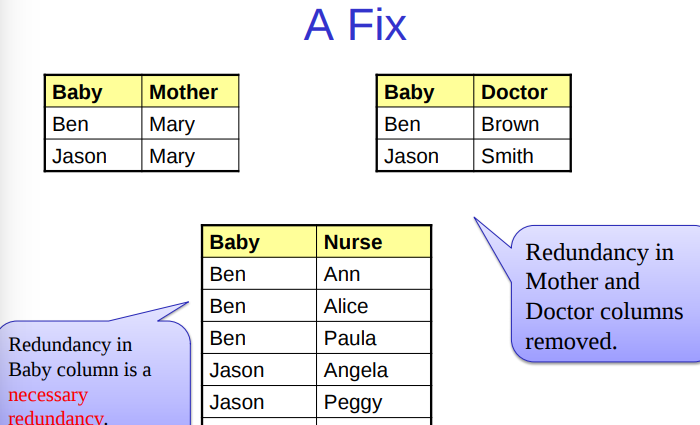 A Fix
Baby Mother
Ben Mary
Jason Mary
Baby Doctor
Ben Brown
Jason Smith
Baby Nurse
Ben Ann
Ben Alice
Ben Paula
Jason Angela
Jason Peggy
Redundancy in
Mother and
Doctor columns
removed.
Redundancy in
Baby column is a
necessary
redundancy.